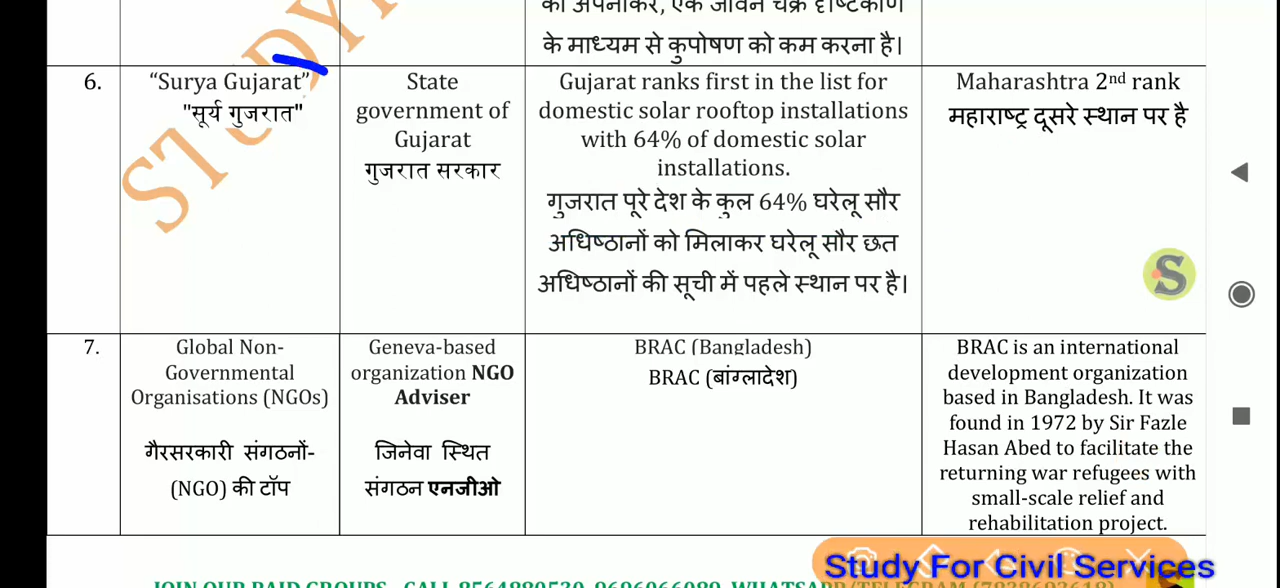 को अपनाकर, एक जीवन चक्र दृष्टिकोण
के माध्यम से कुपोषण को कम करना है।
6.
“Surya Gujarat”
"सूर्य गुजरात"
State
government of
Gujarat
गुजरात सरकार
Gujarat ranks first in the list for
domestic solar rooftop installations
with 64% of domestic solar
installations.
गुजरात पूरे देश के कुल 64% घरेलू सौर
अधिष्ठानों को मिलाकर घरेलू सौर छत
अधिष्ठानों की सूची में पहले स्थान पर है।
Maharashtra 2nd rank
महाराष्ट्र दूसरे स्थान पर है
S
7.
Global Non-
Governmental
Organisations (NGOs)
गैरसरकारी संगठनों-
(NGO) की टॉप
Geneva-based
organization NGO
Adviser
जिनेवा स्थित
संगठन एनजीओ
BRAC (Bangladesh)
BRAC (बांग्लादेश)
BRAC is an international
development organization
based in Bangladesh. It was
found in 1972 by Sir Fazle
Hasan Abed to facilitate the
returning war refugees with
small-scale relief and
rehabilitation project.
Study For Civil Services